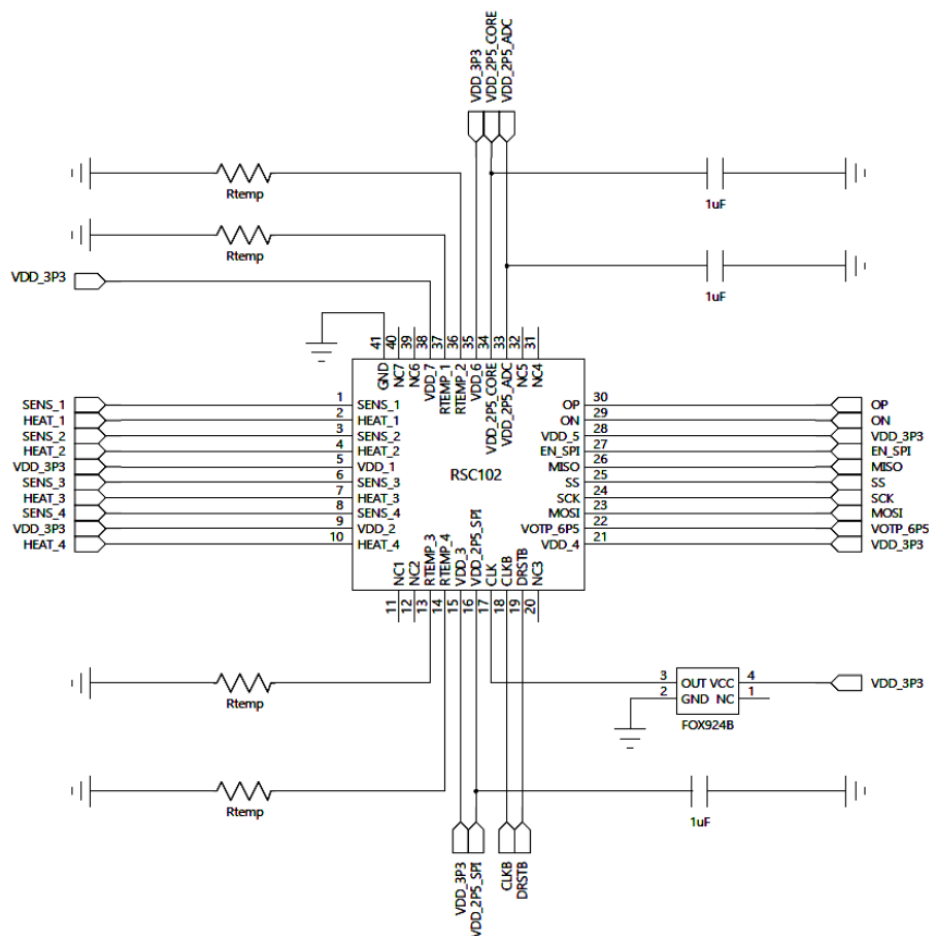 VDD_3P3
VDD_2P5_CORE
VDD_2P5_ADC
Rtemp
1uF
Rtemp
1uF
VDD_3P3
41
40
39
38
37
36
35
34
33
32
31
GND
NC7
NC6
VDD_7
RTEMP_1
RTEMP_2
VDD_6
VDD_2P5_CORE
VDD_2P5_ADC
NC5
NC4
SENS_1 1 SENS_1
HEAT_1 2 HEAT_1
SENS_2 3 SENS_2
HEAT_2 4 HEAT_2
VDD_3P3 5 VDD_1
SENS_3 6 SENS_3
HEAT_3 7 HEAT_3
SENS_4 8 SENS_4
VDD_3P3 9 VDD_2
HEAT_4 10 HEAT_4
RSC102
OP 30 OP
ON 29 ON
VDD_5 28 VDD_3P3
EN_SPI 27 EN_SPI
MISO 26 MISO
SS 25 SS
SCK 24 SCK
MOSI 23 MOSI
VOTP_6P5 22 VOTP_6P5
VDD_4 21 VDD_3P3
NC1
NC2
RTEMP_3
RTEMP_4
VDD_3
VDD_2P5_SPI
CLK
CLKB
DRSTB
NC3
11
12
13
14
15
16
17
18
19
20
Rtemp
3 OUT VCC 4 VDD_3P3
2 GND NC 1
FOX924B
Rtemp
1uF
VDD_3P3
VDD_2P5_SPI
CLKB
DRSTB